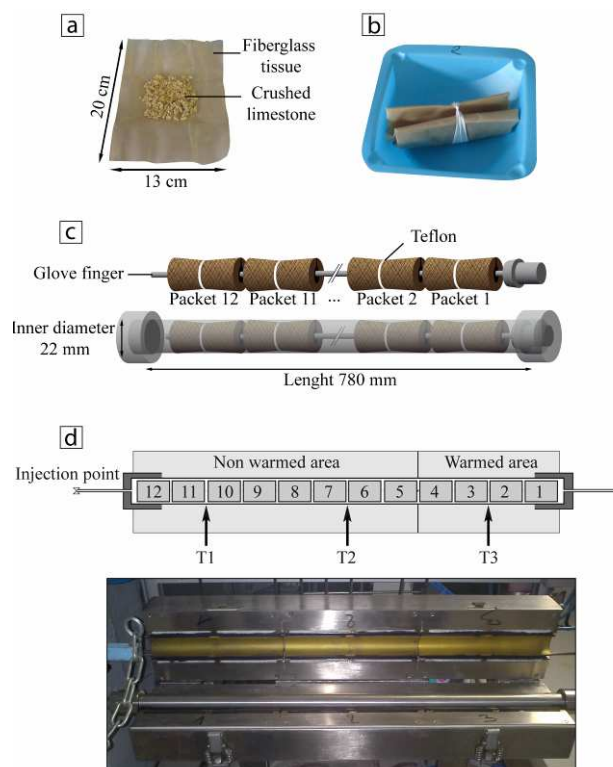 a
Fiberglass
tissue
Crushed
limestone
20 cm
13 cm
b
c
Teflon
Glove finger
Packet 12 Packet 11 ... Packet 2 Packet 1
Inner diameter
22 mm
Lenght 780 mm
d
Injection point
Non warmed area Warmed area
12 11 10 9 8 7 6 5 4 3 2 1
T1 T2 T3